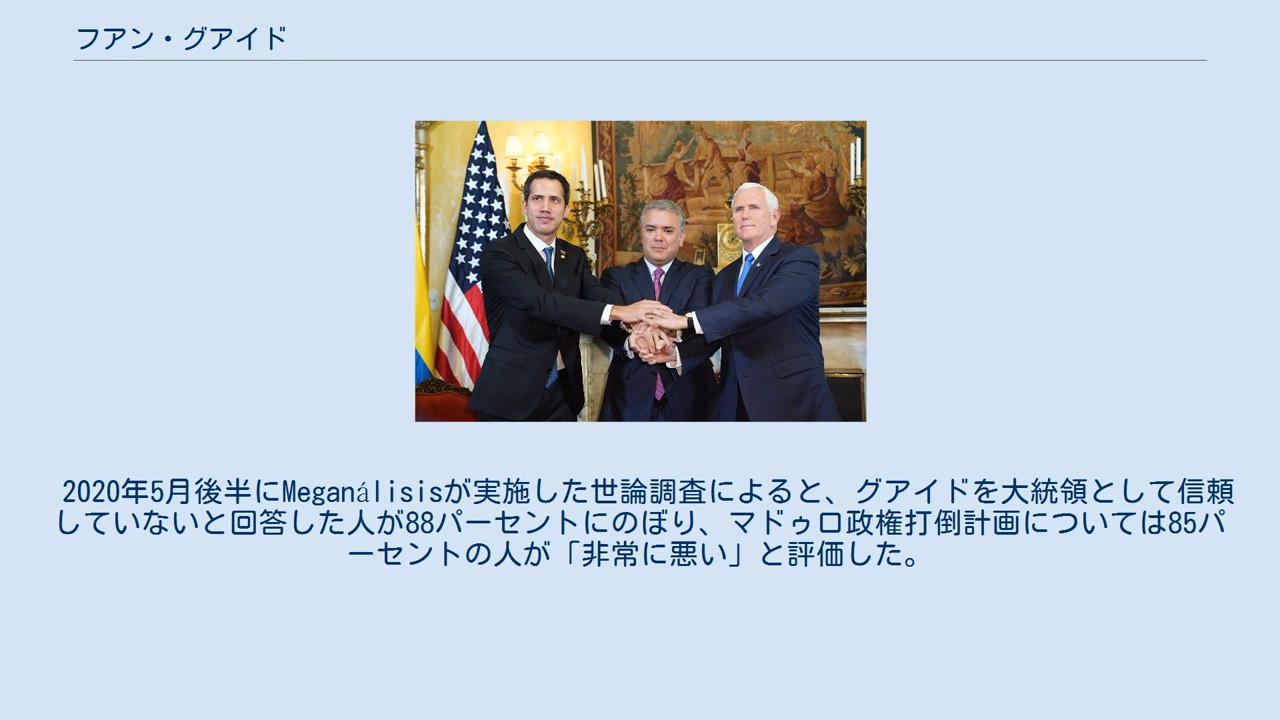 フアン・グアイド
2020年5月後半にMeganálisisが実施した世論調査によると、グアイドを大統領として信頼
していないと回答した人が88パーセントにのぼり、マドゥロ政権打倒計画については85パ
ーセントの人が「非常に悪い」と評価した。